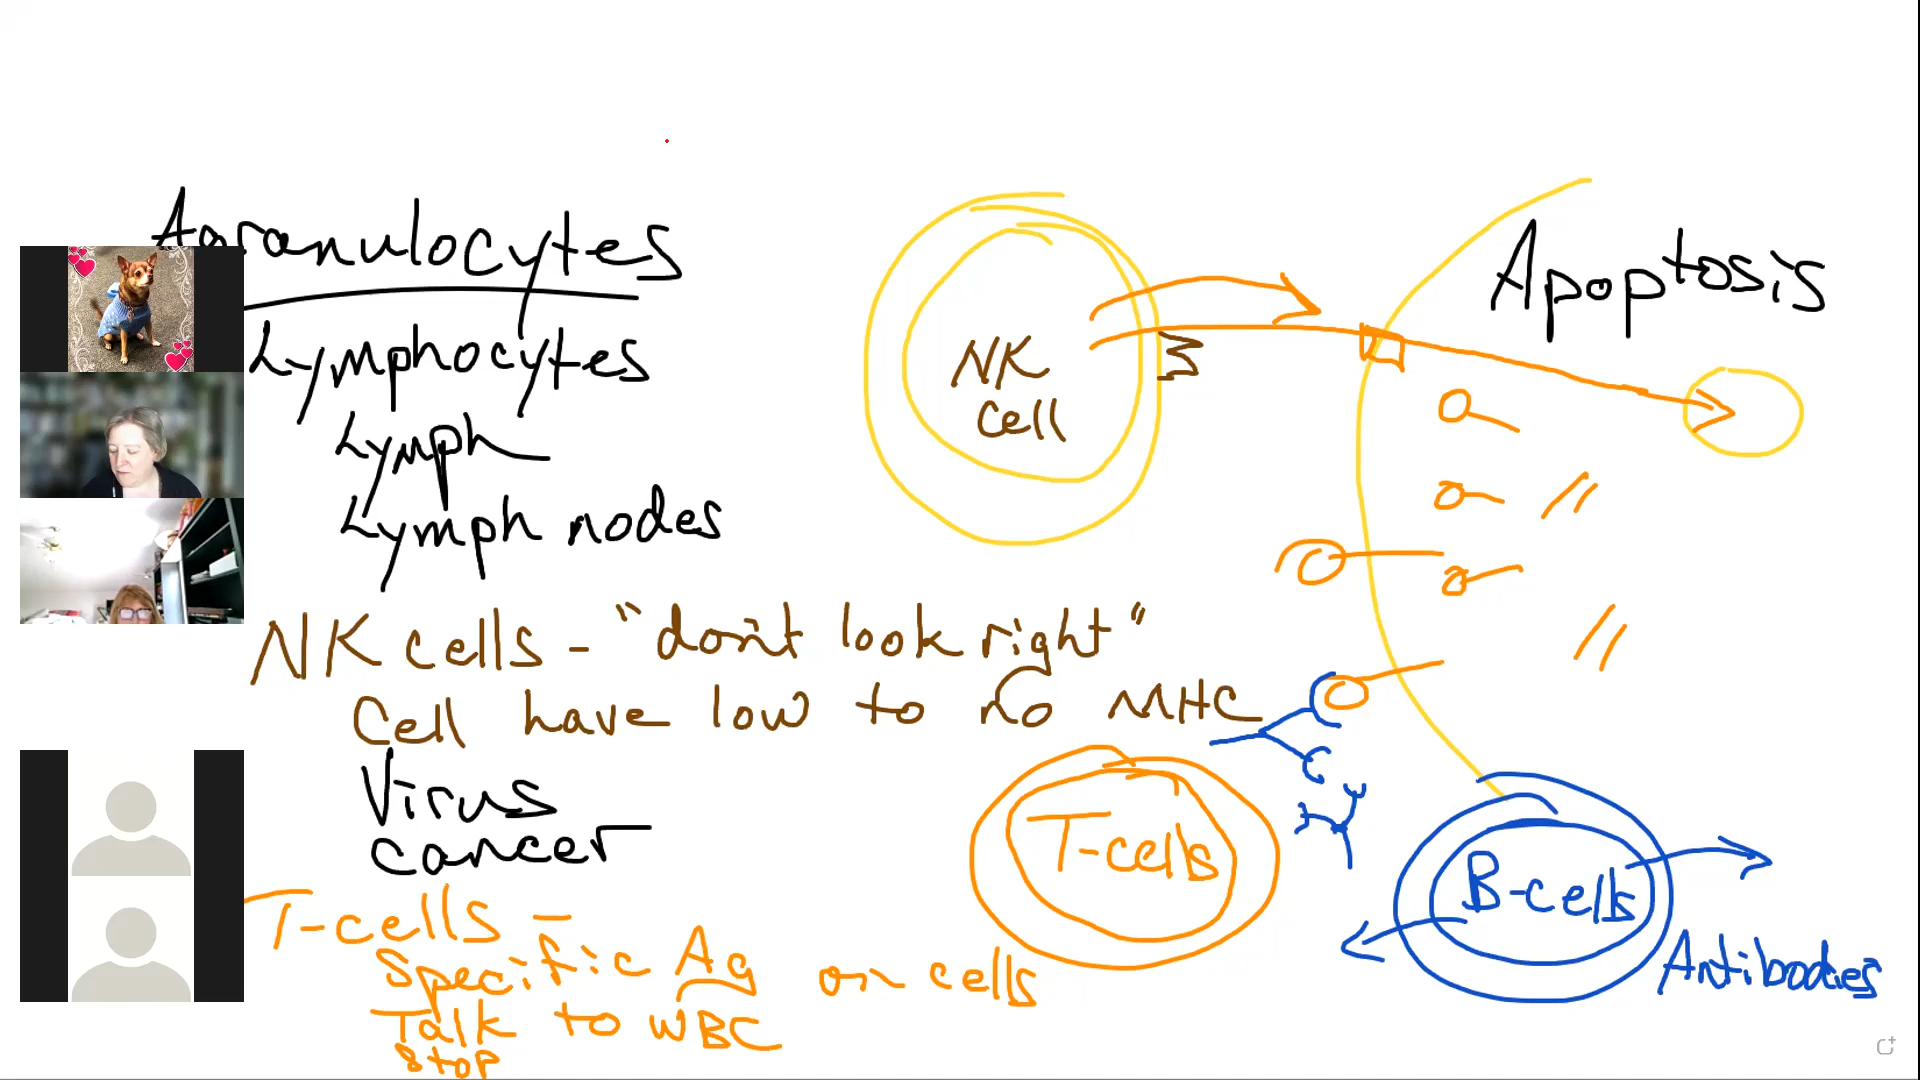 Agranulocytes
Lymphocytes
Lymph
Lymph nodes
NK cells - "don't look right"
Cell have low to no MHC
Virus
cancer
T-cells -
Specific Ag on cells
Talk to WBC
Stop
NK
cell
Apoptosis
T-cells
B-cells
Antibodies